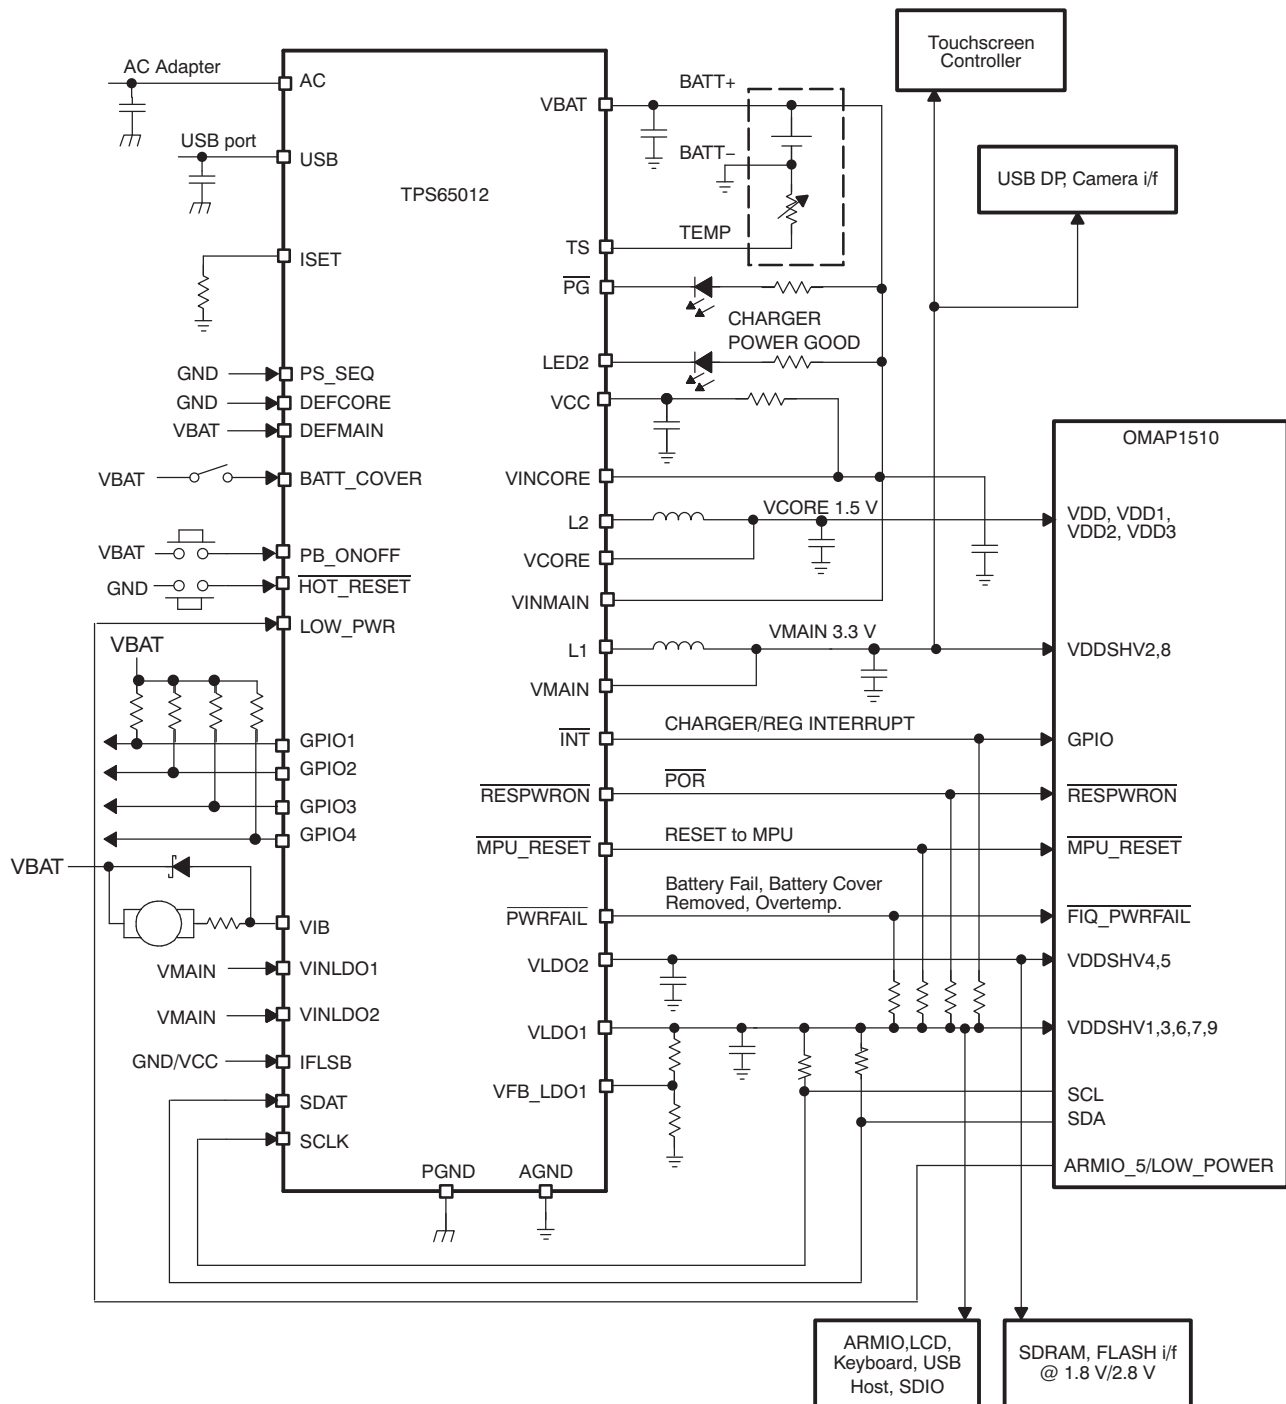 Touchscreen
Controller
AC Adapter
AC
BATT+
VBAT
USB port
USB
BATT−
USB DP, Camera i/f
TPS65012
TEMP
TS
ISET
PG
CHARGER
POWER GOOD
LED2
GND
PS_SEQ
GND
DEFCORE
VCC
VBAT
DEFMAIN
OMAP1510
VBAT
BATT_COVER
VINCORE
VCORE 1.5 V
L2
VDD, VDD1,
VDD2, VDD3
VBAT
PB_ONOFF
VCORE
GND
HOT_RESET
VINMAIN
LOW_PWR
VMAIN 3.3 V
VBAT
L1
VDDSHV2,8
VMAIN
CHARGER/REG INTERRUPT
GPIO1
INT
GPIO
GPIO2
POR
RESPWRON
RESPWRON
GPIO3
GPIO4
RESET to MPU
MPU_RESET
MPU_RESET
VBAT
Battery Fail, Battery Cover
Removed, Overtemp.
PWRFAIL
FIQ_PWRFAIL
VIB
VMAIN
VINLDO1
VLDO2
VDDSHV4,5
VMAIN
VINLDO2
VLDO1
VDDSHV1,3,6,7,9
GND/VCC
IFLSB
VFB_LDO1
SCL
SDAT
SDA
SCLK
PGND
AGND
ARMIO_5/LOW_POWER
ARMIO,LCD,
Keyboard, USB
Host, SDIO
SDRAM, FLASH i/f
@ 1.8 V/2.8 V